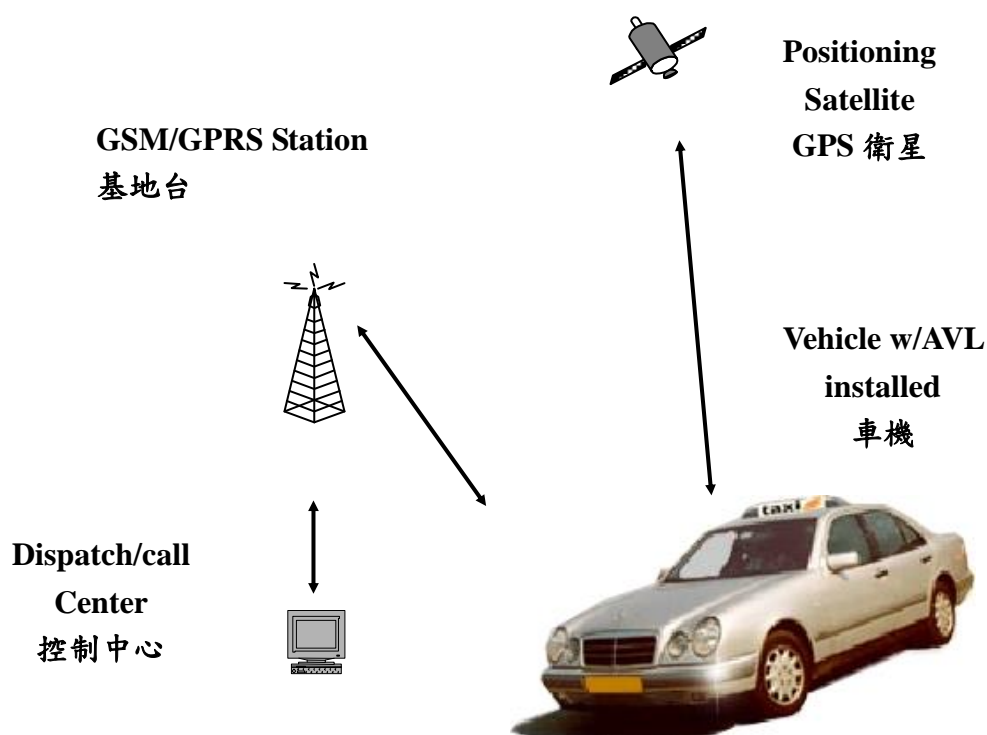 Positioning
Satellite
GPS 衛星
GSM/GPRS Station
基地台
Vehicle w/AVL
installed
車機
taxi
Dispatch/call
Center
控制中心